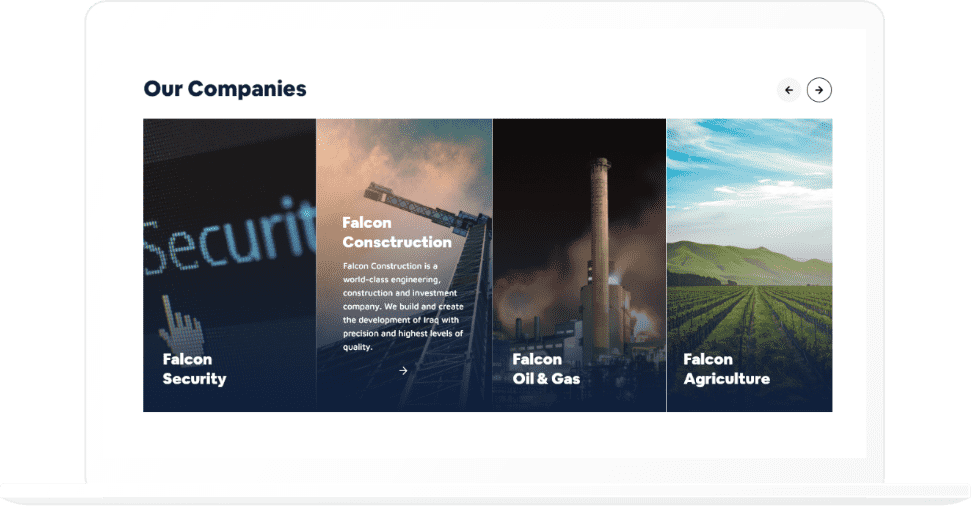 Our Companies
Securit
Falcon
Security
Falcon
Consctruction
Falcon Construction is a
world-class engineering,
construction and investment
company. We build and create
the development of Iraq with
precision and highest levels of
quality.
Falcon
Oil & Gas
Falcon
Agriculture